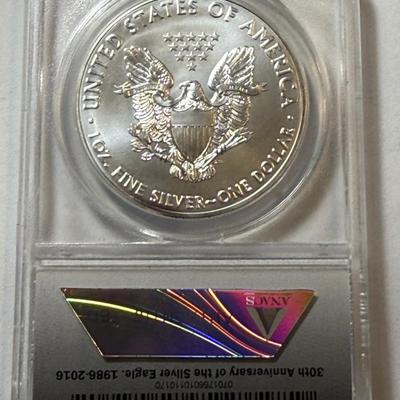 UNITED STATES OF AMERICA
1 OZ. FINE SILVER~ONE DOLLAR
ANACS
30th Anniversary of the Silver Eagle. 1986-2016